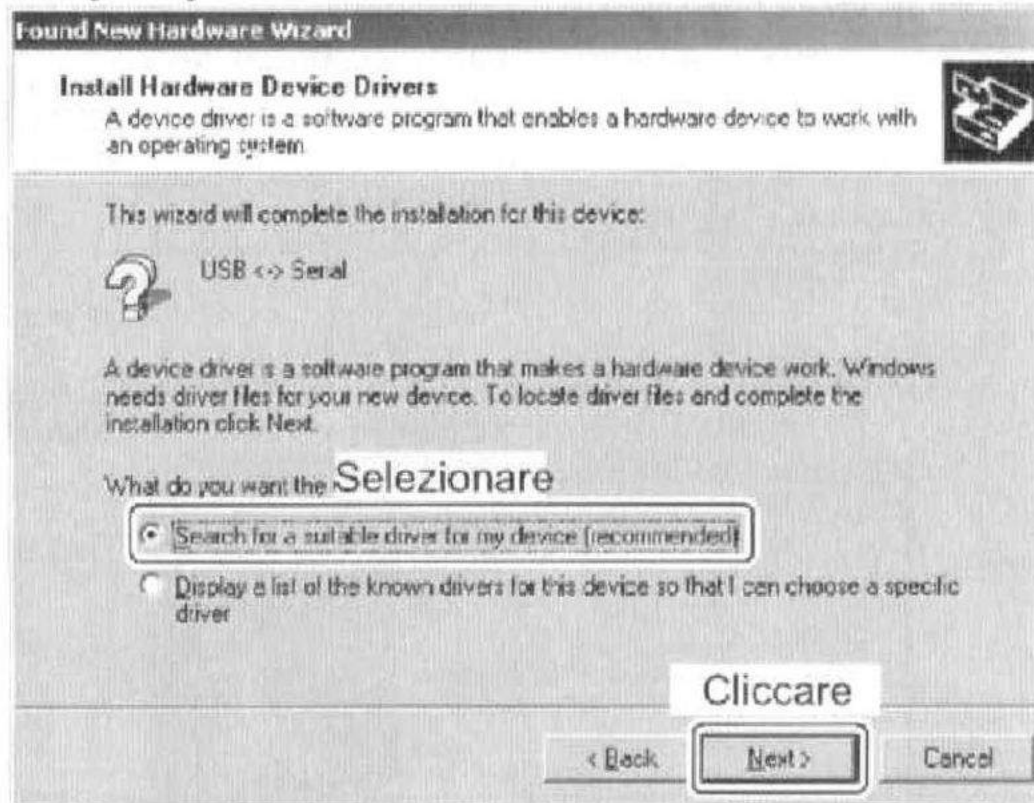 Found New Hardware Wizard
Install Hardware Device Drivers
A device driver is a software program that enables a hardware device to work with
an operating system
This wizard will complete the installation for this device:
USB <-> Serial
A device driver is a software program that makes a hardware device work. Windows
needs driver files for your new device. To locate driver files and complete the
installation click Next.
What do you want the
Selezionare
Search for a suitable driver for my device (recommended)
Display a list of the known drivers for this device so that I can choose a specific
driver
Cliccare
< Back
Next >
Cancel